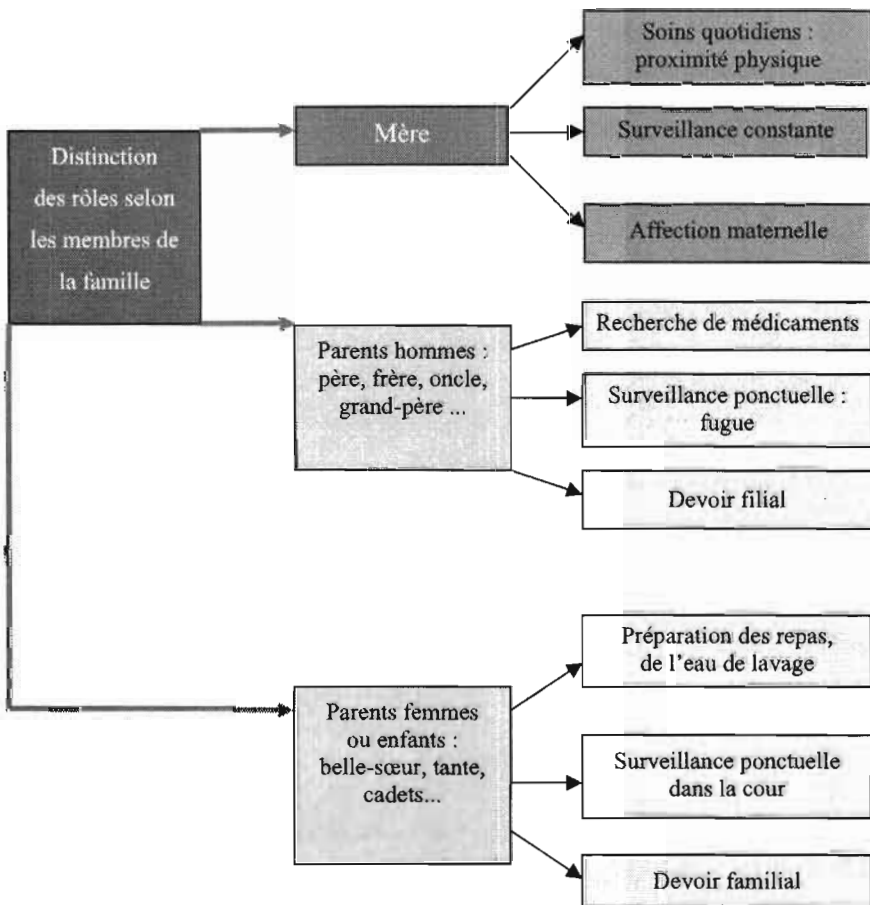 Distinction
des rôles selon
les membres de
la famille
Mère
Soins quotidiens :
proximité physique
Surveillance constante
Affection maternelle
Parents hommes :
père, frère, oncle,
grand-père ...
Recherche de médicaments
Surveillance ponctuelle :
fugue
Devoir filial
Parents femmes
ou enfants :
belle-sœur, tante,
cadets...
Préparation des repas,
de l'eau de lavage
Surveillance ponctuelle
dans la cour
Devoir familial